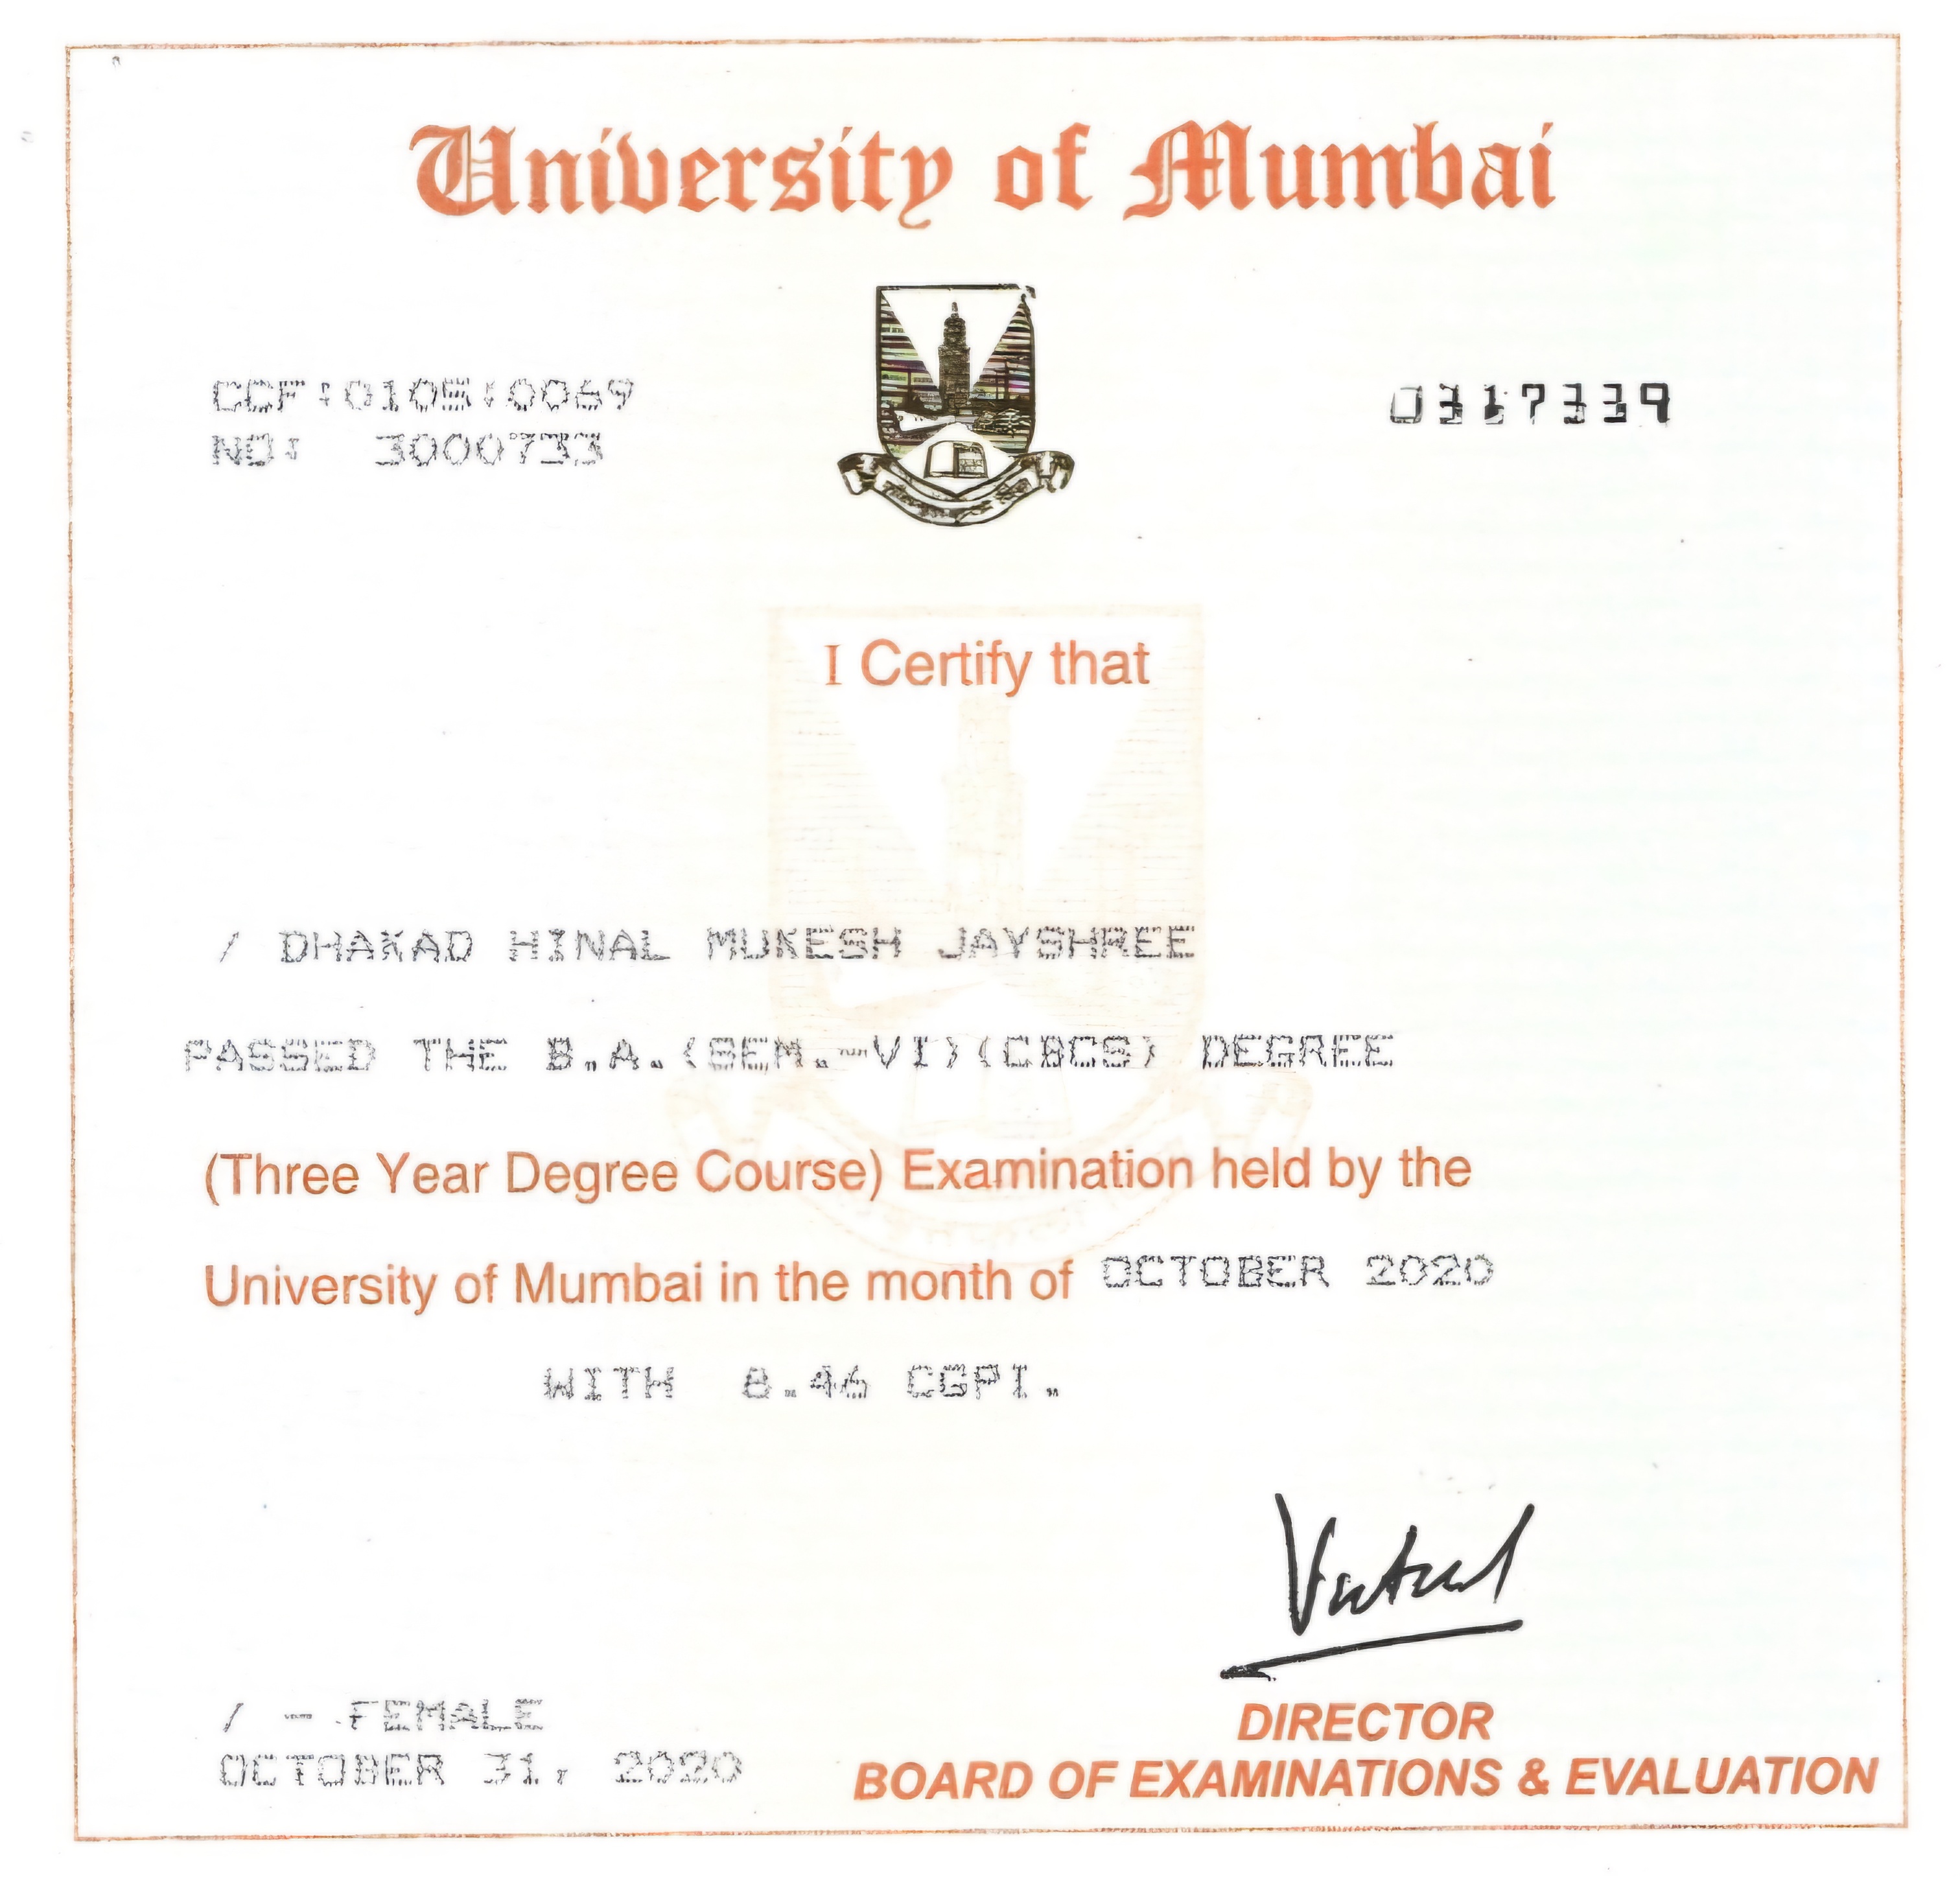 University of Mumbai
CCF:0105:0069
0317339
NO: 3000733
I Certify that
/ DHAKAD HINAL MUKESH JAYSHREE
PASSED THE B.A.(SEM.-VI)(CBCS) DEGREE
(Three Year Degree Course) Examination held by the
University of Mumbai in the month of OCTOBER 2020
WITH 8.46 CGPI.
/ - FEMALE
OCTOBER 31, 2020
DIRECTOR
BOARD OF EXAMINATIONS & EVALUATION